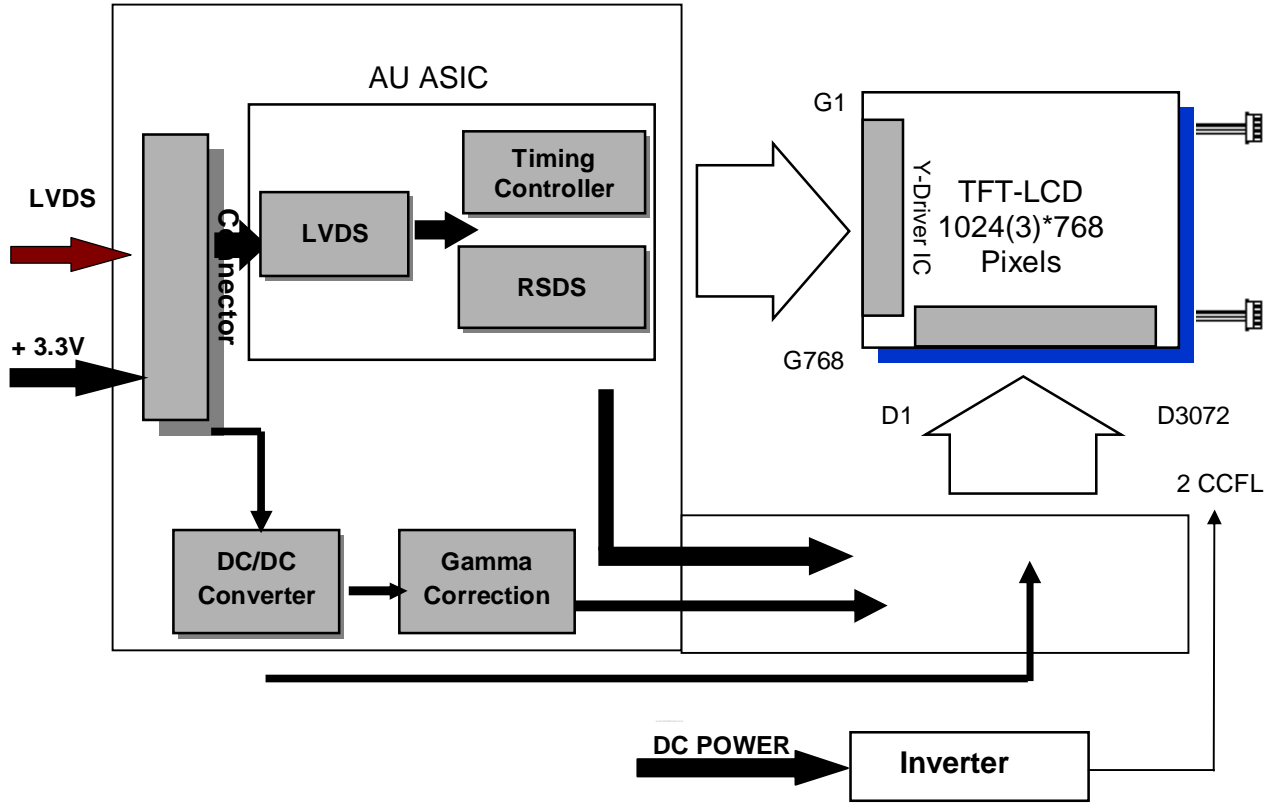 AU ASIC
LVDS
+ 3.3V
Connector
LVDS
Timing
Controller
RSDS
DC/DC
Converter
Gamma
Correction
G1
Y-Driver IC
TFT-LCD
1024(3)*768
Pixels
G768
D1
D3072
2 CCFL
DC POWER
Inverter